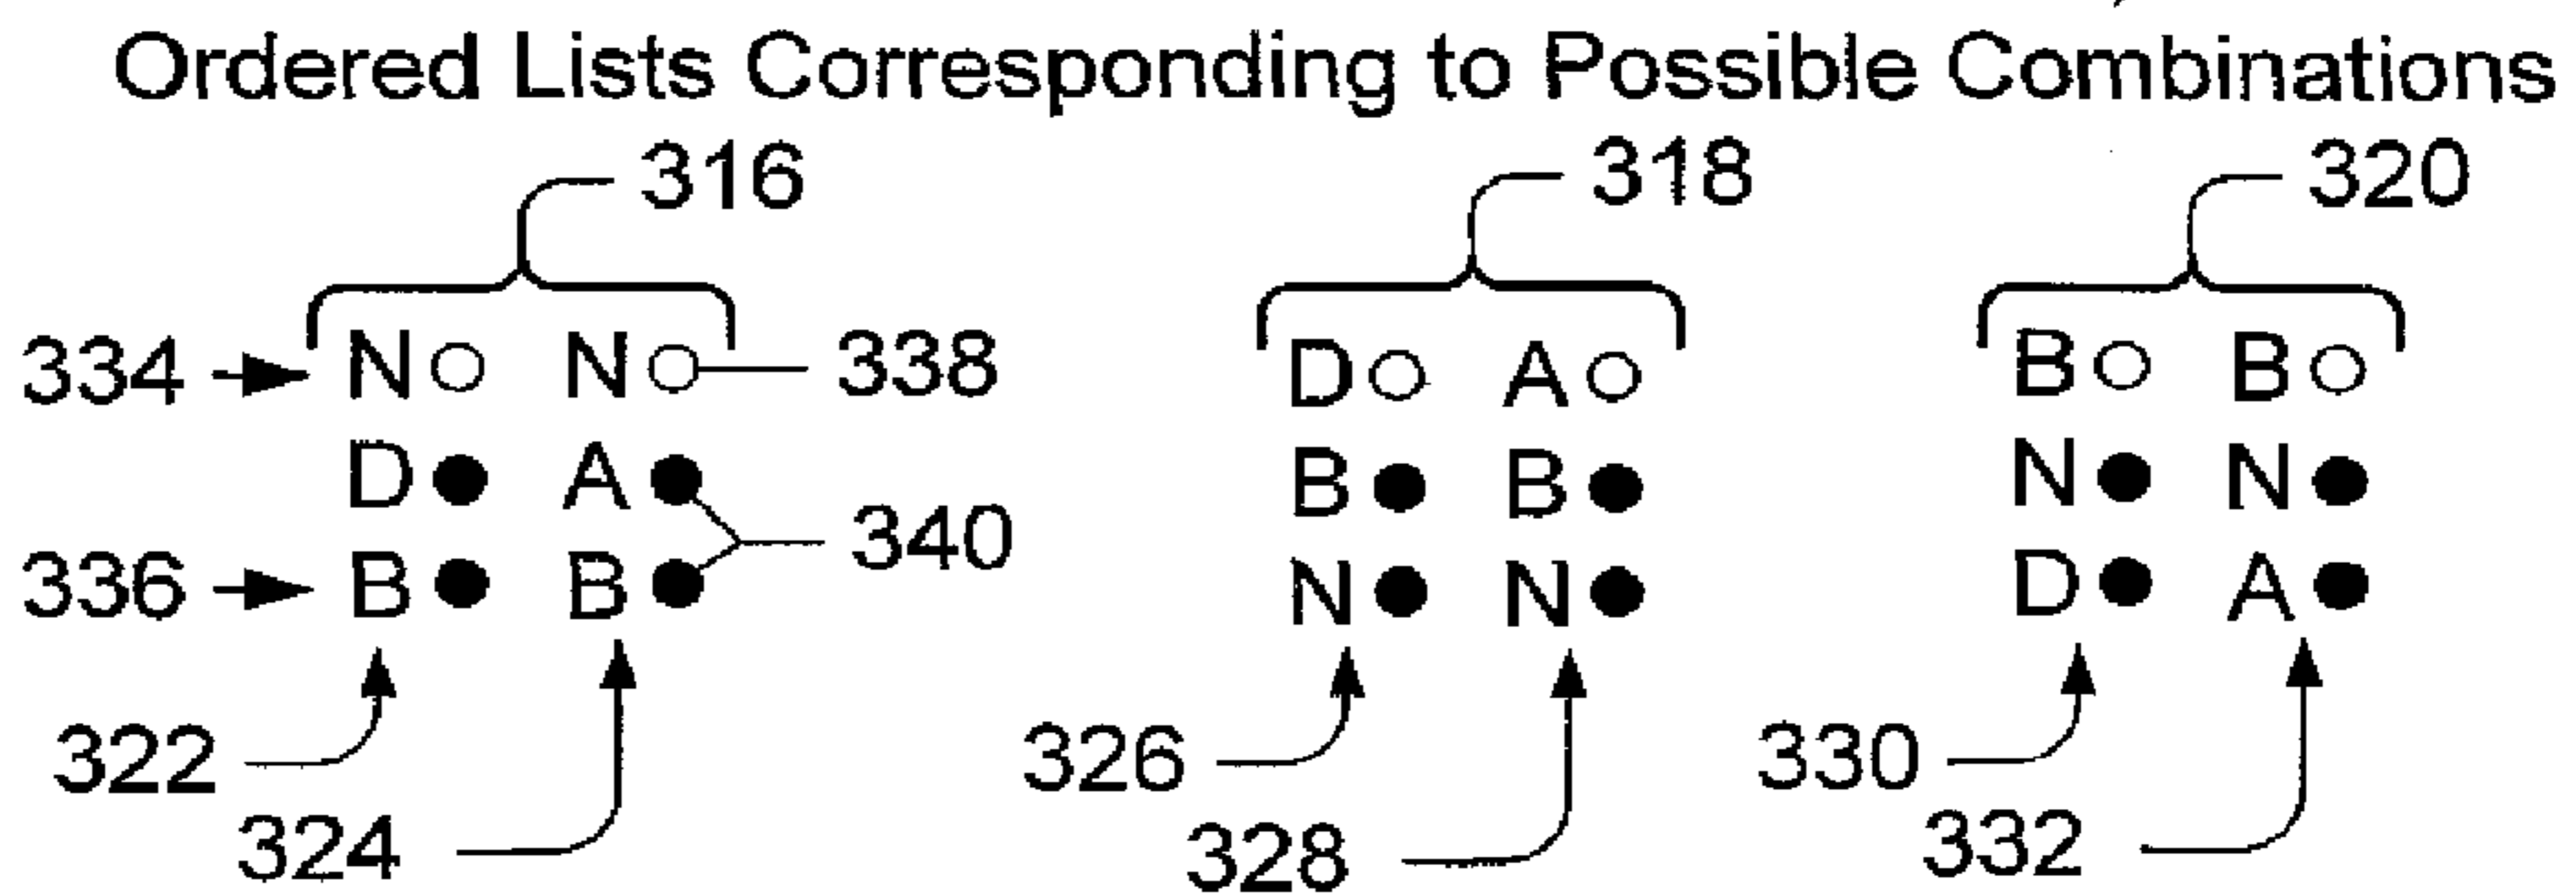 Ordered Lists Corresponding to Possible Combinations
316 318 320
334 N N 338 D A B B
D A B B N N
340
336 B B N N D A
322 326 330
324 328 332